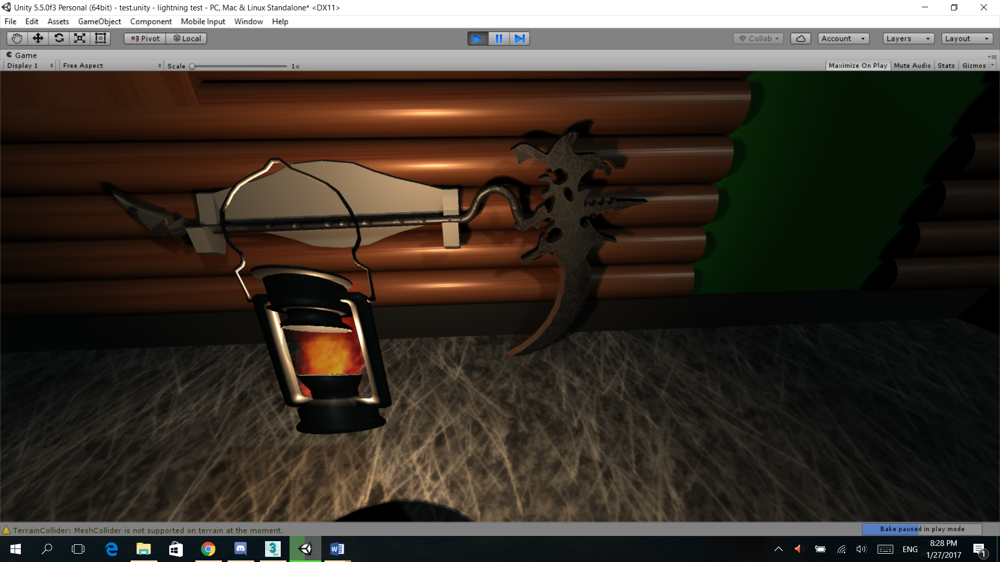 Unity 5.5.0f3 Personal (64bit) - test.unity - lightning test - PC, Mac & Linux Standalone* <DX11>
File Edit Assets GameObject Component Mobile Input Window Help
Pivot Local Collab Account Layers Layout
Game
Display 1 Free Aspect Scale 1x Maximize On Play Mute Audio Stats Gizmos
TerrainCollider: MeshCollider is not supported on terrain at the moment.
Bake paused in play mode
8:28 PM
ENG
1/27/2017
1
3
MAX
W